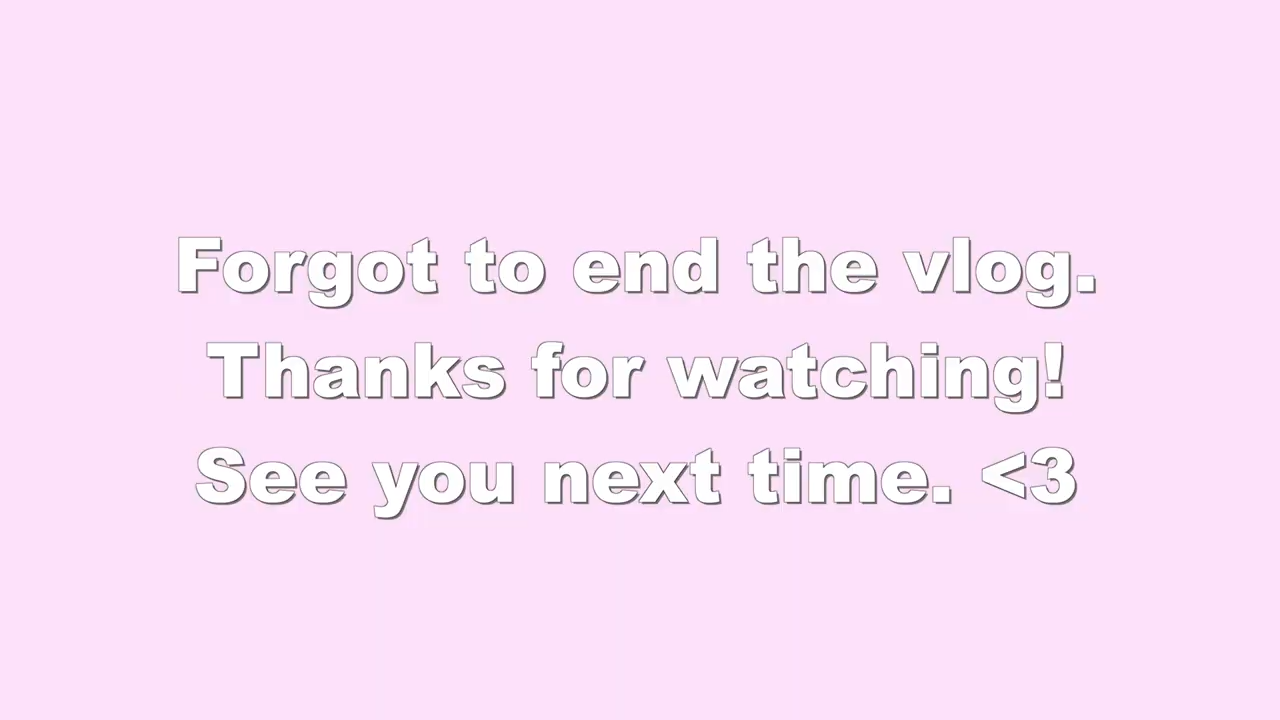 Forgot to end the vlog.
Thanks for watching!
See you next time. <3